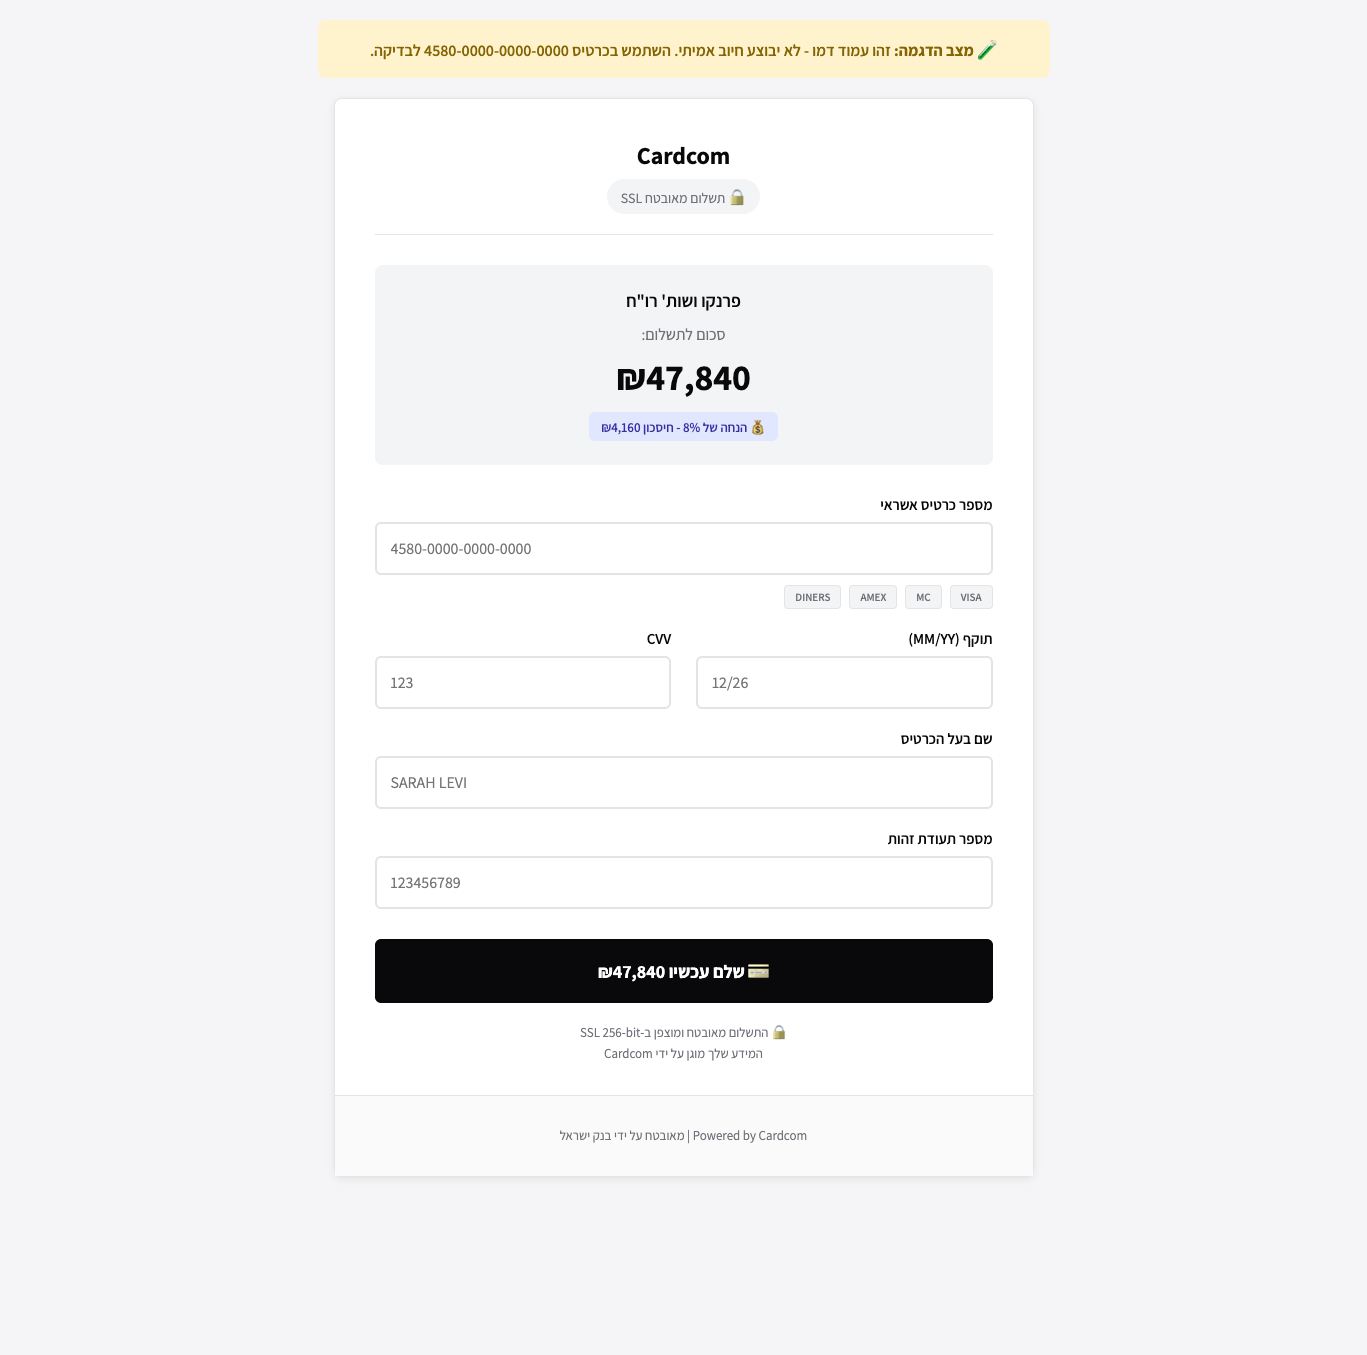 🧪 מצב הדגמה: זהו עמוד דמו - לא יבוצע חיוב אמיתי. השתמש בכרטיס 4580-0000-0000-0000 לבדיקה.
Cardcom
🔒 תשלום מאובטח SSL
פרנקו ושות' רו"ח
סכום לתשלום:
₪47,840
💰 הנחה של 8% - חיסכון ₪4,160
מספר כרטיס אשראי
4580-0000-0000-0000
VISA MC AMEX DINERS
תוקף (MM/YY)
12/26
CVV
123
שם בעל הכרטיס
SARAH LEVI
מספר תעודת זהות
123456789
💳 שלם עכשיו ₪47,840
🔒 התשלום מאובטח ומוצפן ב-SSL 256-bit
המידע שלך מוגן על ידי Cardcom
Powered by Cardcom | מאובטח על ידי בנק ישראל